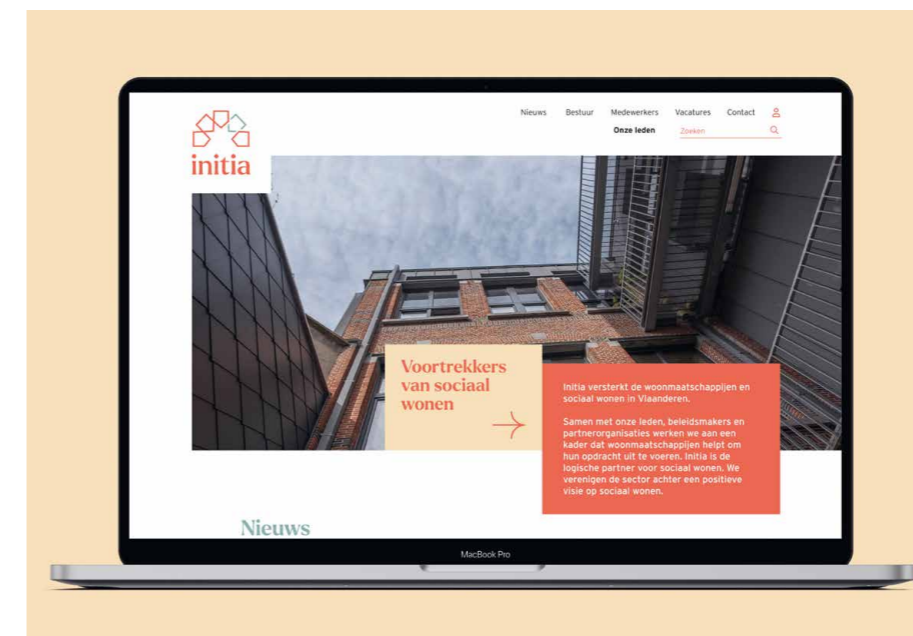 initia
Nieuws Bestuur Medewerkers Vacatures Contact
Onze leden Zoeken
Voortrekkers
van sociaal
wonen
Initia versterkt de woonmaatschappijen en
sociaal wonen in Vlaanderen.
Samen met onze leden, beleidsmakers en
partnerorganisaties werken we aan een
kader dat woonmaatschappijen helpt om
hun opdracht uit te voeren. Initia is de
logische partner voor sociaal wonen. We
verenigen de sector achter een positieve
visie op sociaal wonen.
Nieuws
MacBook Pro